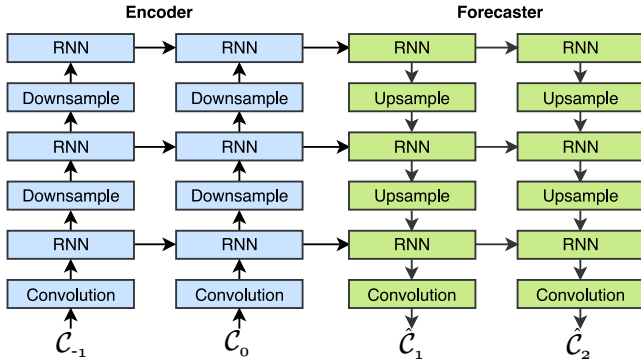 Encoder Forecaster
RNN RNN RNN RNN
Downsample Downsample Upsample Upsample
RNN RNN RNN RNN
Downsample Downsample Upsample Upsample
RNN RNN RNN RNN
Convolution Convolution Convolution Convolution
𝒞₋₁ 𝒞₀ 𝒞̂₁ 𝒞̂₂